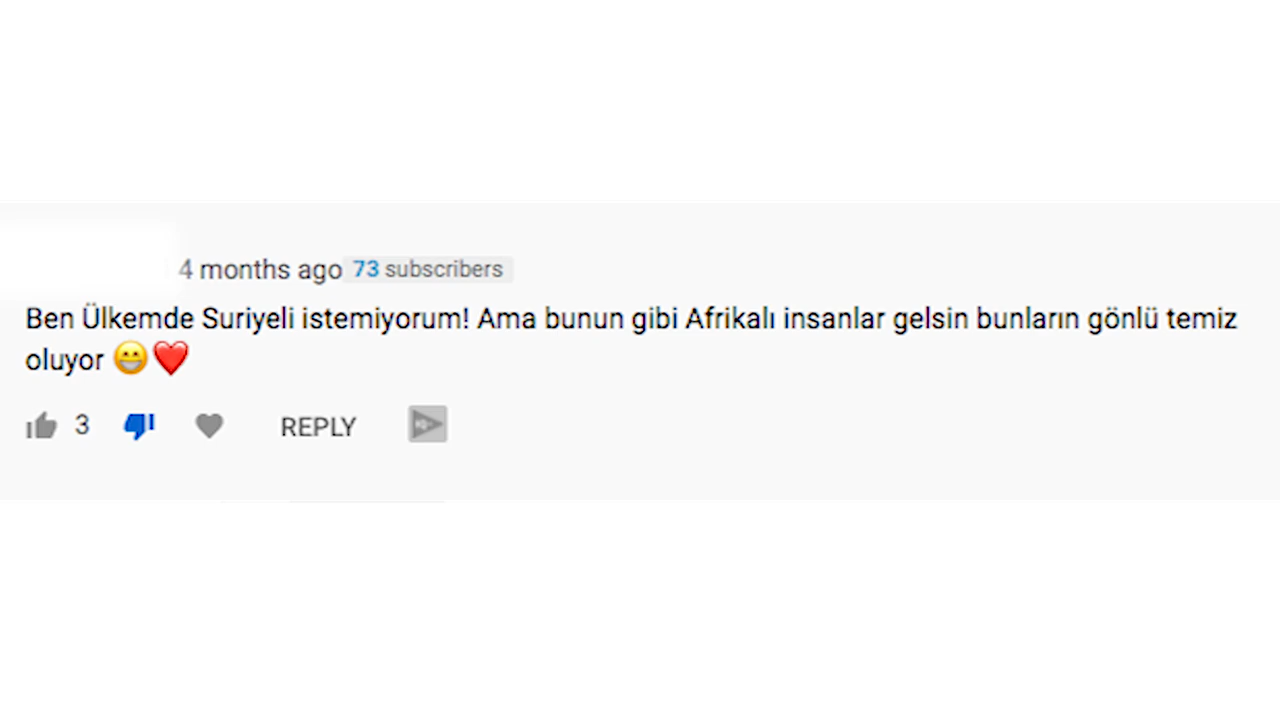 4 months ago 73 subscribers
Ben Ülkemde Suriyeli istemiyorum! Ama bunun gibi Afrikalı insanlar gelsin bunların gönlü temiz
oluyor 😁❤️
3 REPLY